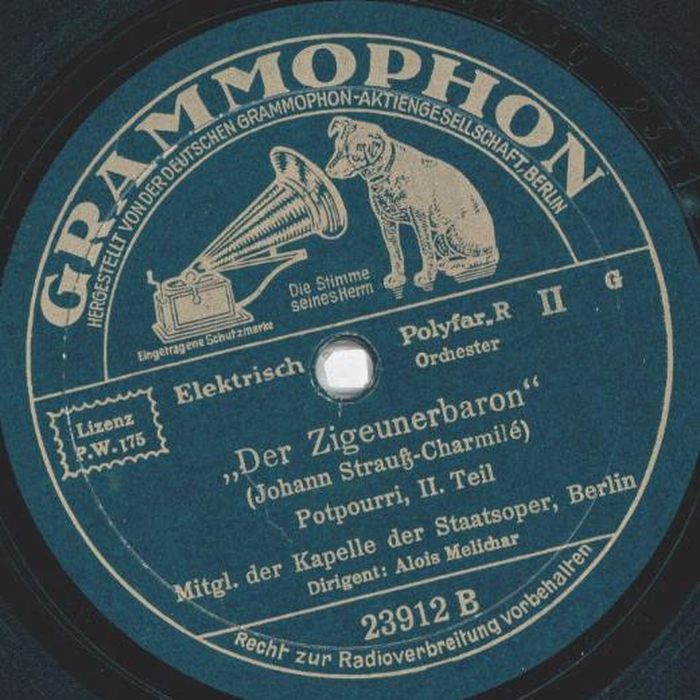 GRAMMOPHON
HERGESTELLT VON DER DEUTSCHEN GRAMMOPHON-AKTIENGESELLSCHAFT, BERLIN
Die Stimme
seines Herrn
Eingetragene Schutzmarke
Elektrisch
Polyfar„R II G
Orchester
Lizenz
P.W.175
„Der Zigeunerbaron“
(Johann Strauß-Charmilé)
Potpourri, II. Teil
Mitgl. der Kapelle der Staatsoper, Berlin
Dirigent: Alois Melichar
23912 B
Recht zur Radioverbreitung vorbehalten